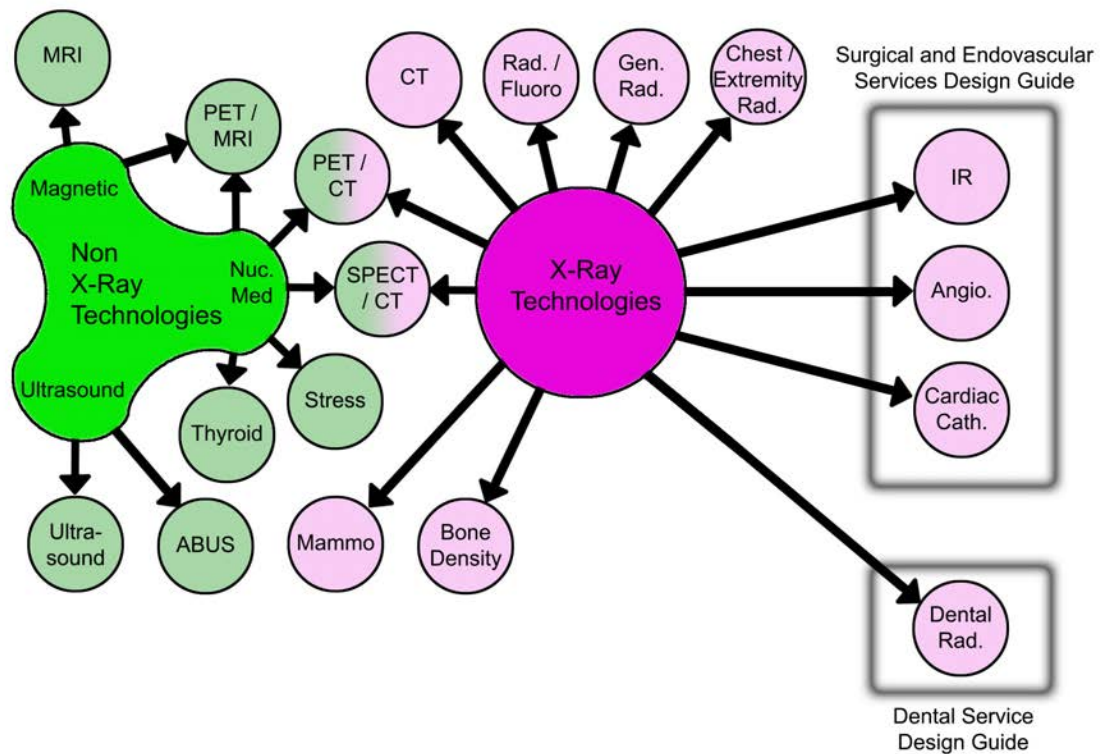 MRI
PET /
MRI
PET /
CT
CT
Rad. /
Fluoro
Gen.
Rad.
Chest /
Extremity
Rad.
Surgical and Endovascular
Services Design Guide
Magnetic
Non
X-Ray
Technologies
Nuc.
Med
Ultrasound
SPECT
/ CT
X-Ray
Technologies
IR
Angio.
Cardiac
Cath.
Stress
Thyroid
Ultra-
sound
ABUS
Mammo
Bone
Density
Dental
Rad.
Dental Service
Design Guide